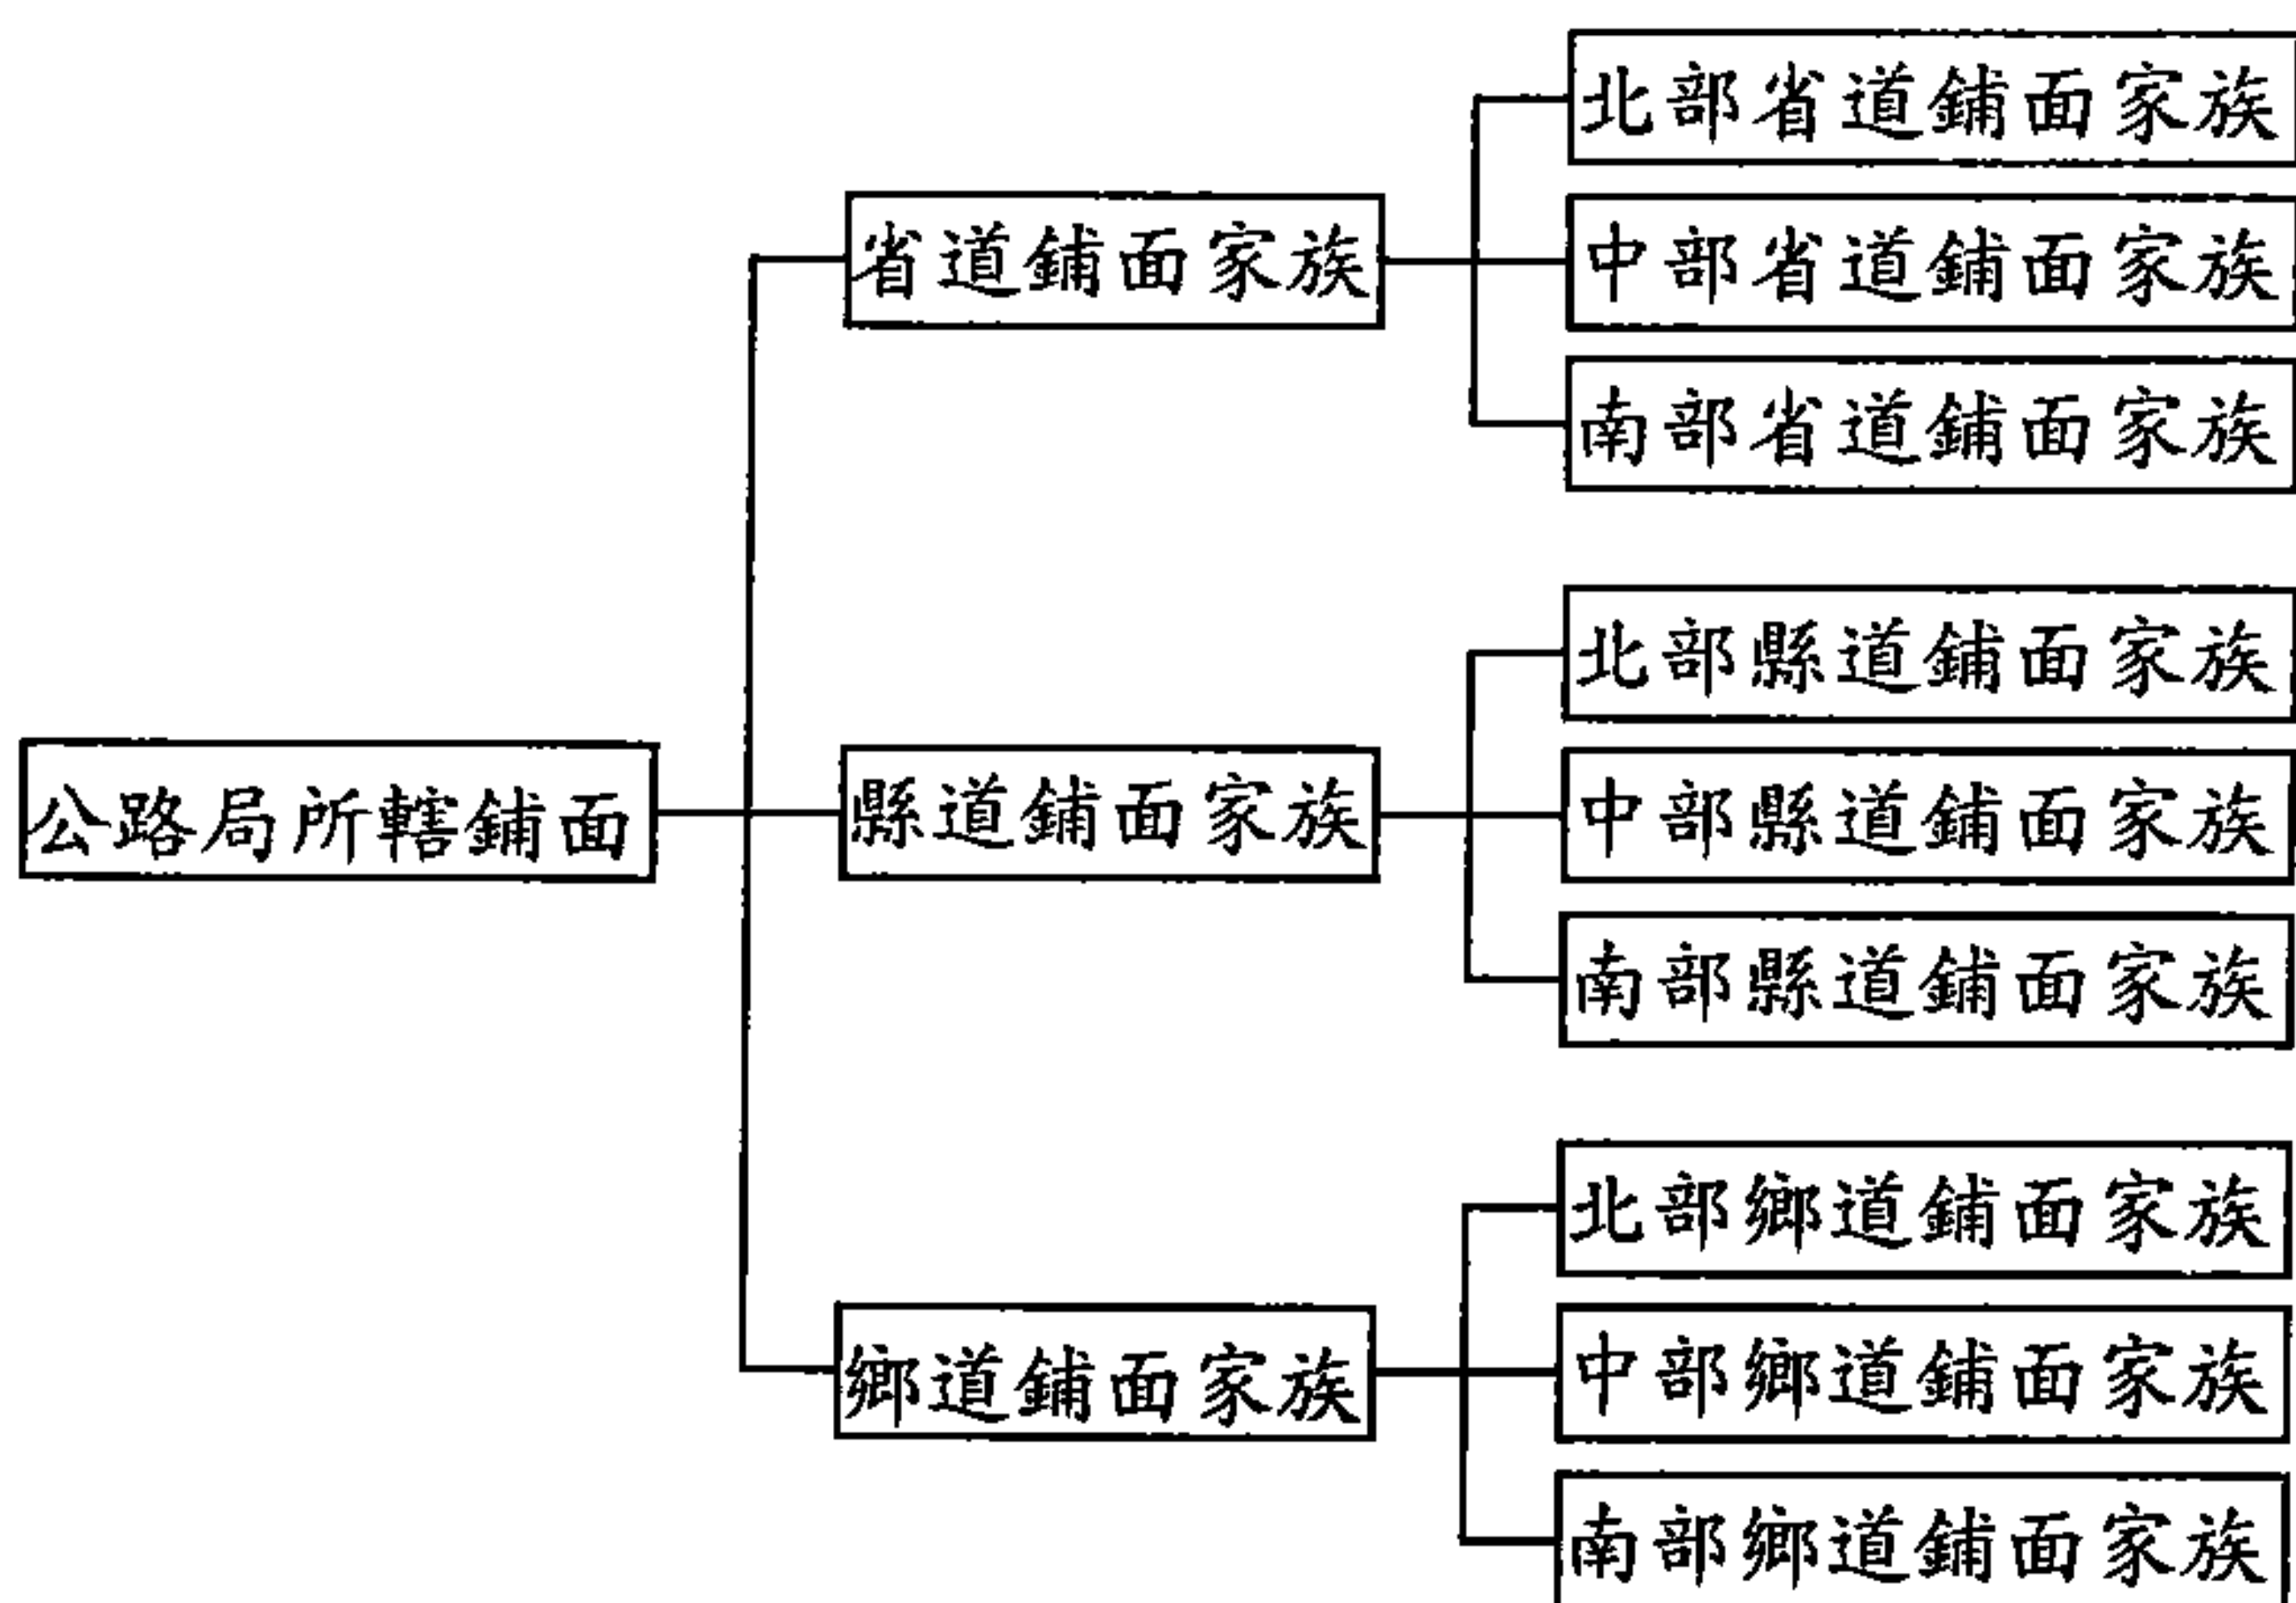 公路局所轄鋪面
省道鋪面家族
北部省道鋪面家族
中部省道鋪面家族
南部省道鋪面家族
縣道鋪面家族
北部縣道鋪面家族
中部縣道鋪面家族
南部縣道鋪面家族
鄉道鋪面家族
北部鄉道鋪面家族
中部鄉道鋪面家族
南部鄉道鋪面家族